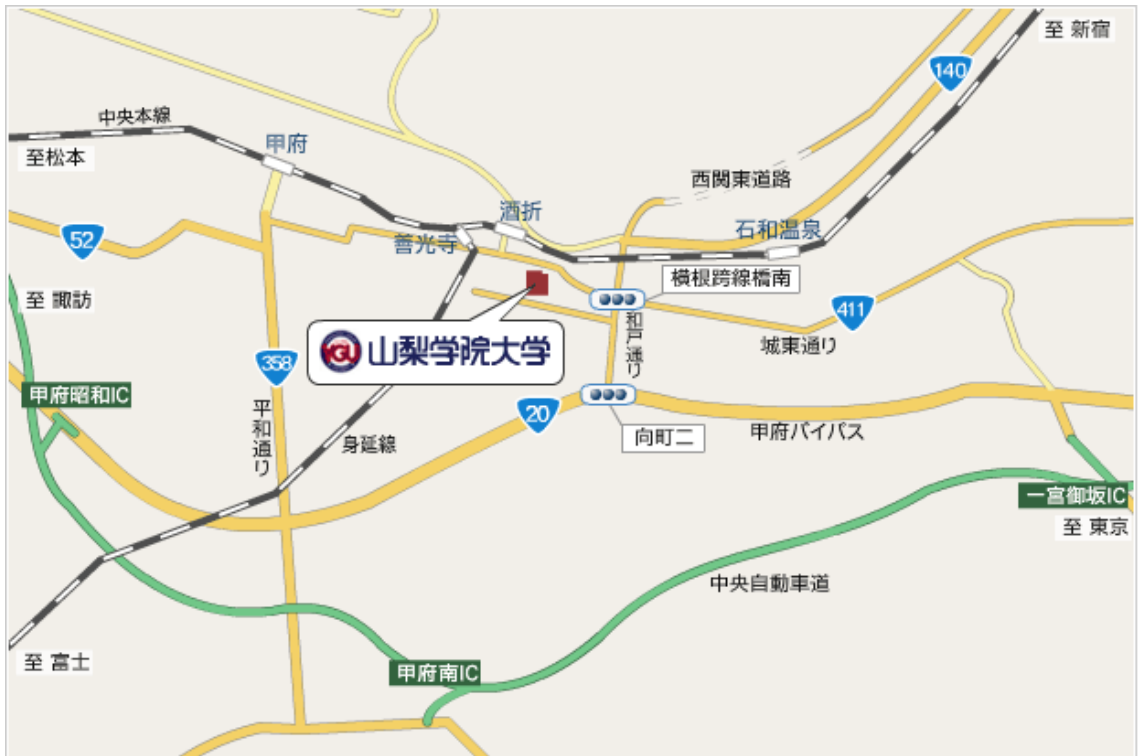 至 新宿
140
中央本線
甲府
至松本
西関東道路
酒折
石和温泉
52
善光寺
横根跨線橋南
至 諏訪
411
和戸通り
城東通り
YGU 山梨学院大学
358
甲府昭和IC
20
平和通り
甲府バイパス
向町二
身延線
一宮御坂IC
至 東京
中央自動車道
至 富士
甲府南IC